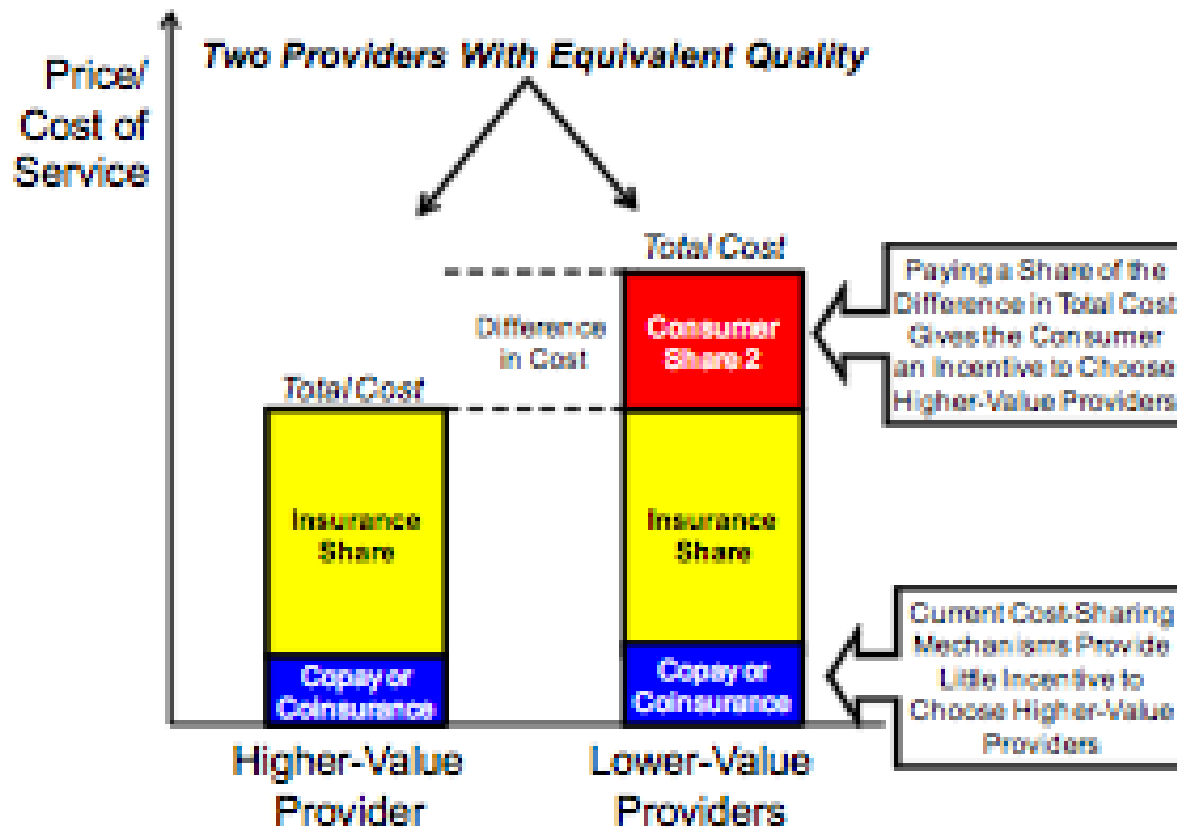 Two Providers With Equivalent Quality
Price/
Cost of
Service
Total Cost
Difference
in Cost
Consumer
Share 2
Paying a Share of the
Difference in Total Cost
Gives the Consumer
an Incentive to Choose
Higher-Value Providers
Total Cost
Insurance
Share
Insurance
Share
Copay or
Coinsurance
Copay or
Coinsurance
Current Cost-Sharing
Mechanisms Provide
Little Incentive to
Choose Higher-Value
Providers
Higher-Value
Provider
Lower-Value
Providers